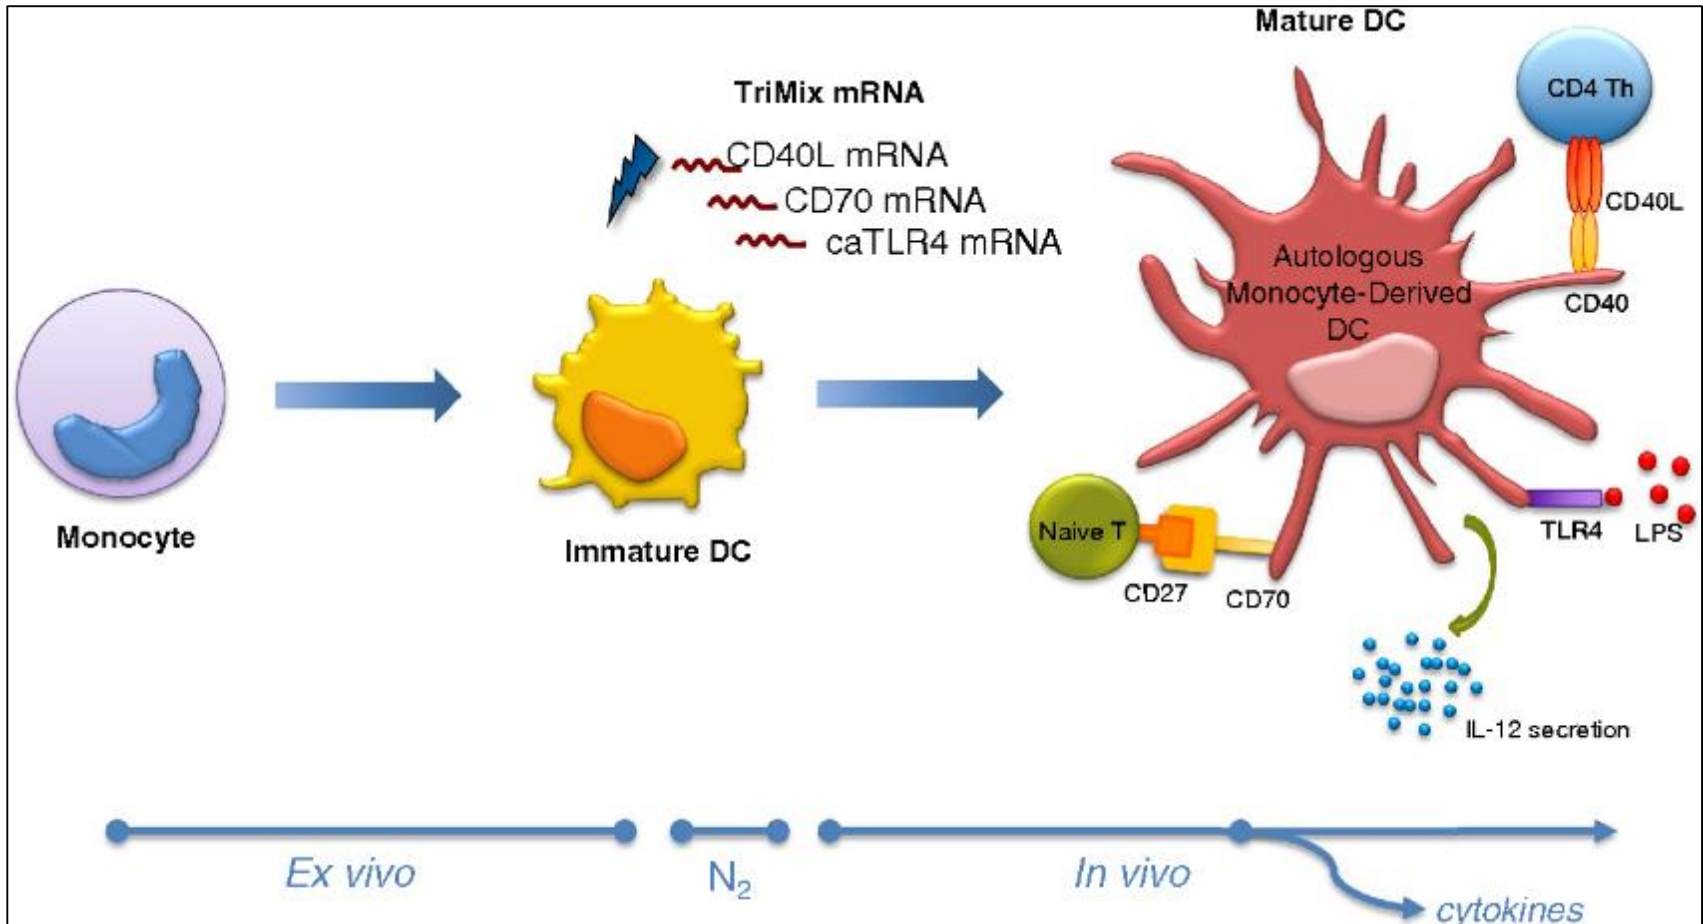 Mature DC
TriMix mRNA
CD40L mRNA
CD70 mRNA
caTLR4 mRNA
CD4 Th
CD40L
CD40
Autologous
Monocyte-Derived
DC
Monocyte
Immature DC
Naive T
CD27
CD70
TLR4
LPS
IL-12 secretion
Ex vivo
N₂
In vivo
cytokines